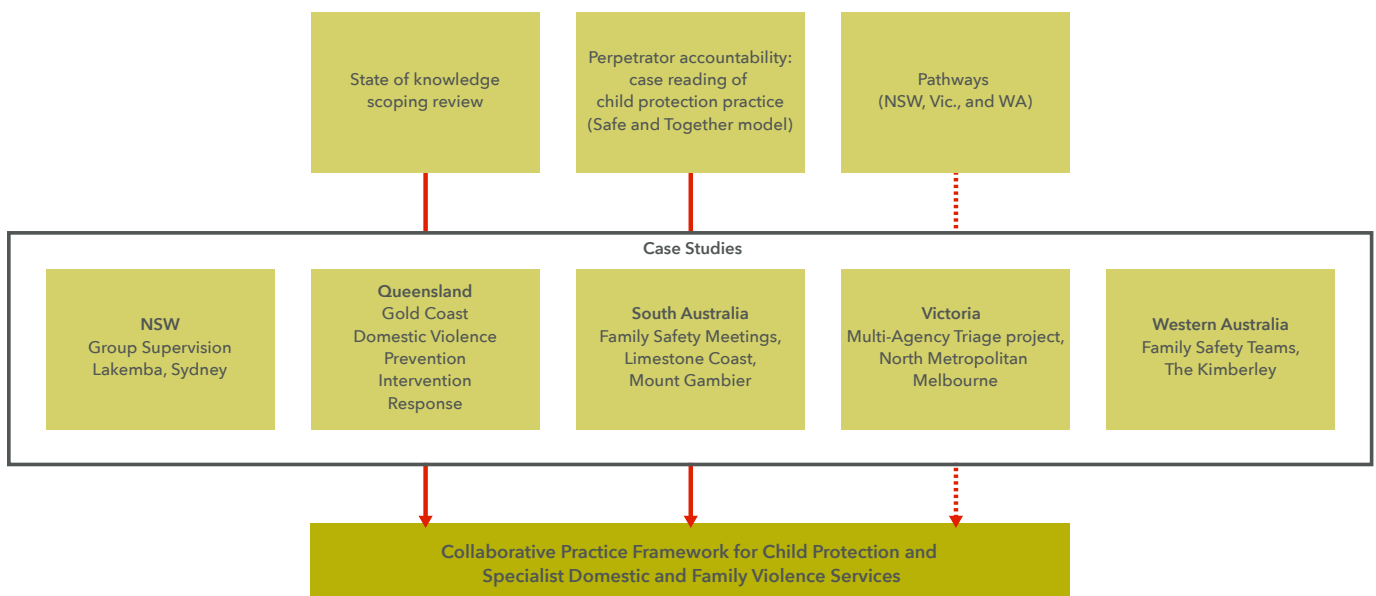 State of knowledge
scoping review
Perpetrator accountability:
case reading of
child protection practice
(Safe and Together model)
Pathways
(NSW, Vic., and WA)
Case Studies
NSW
Group Supervision
Lakemba, Sydney
Queensland
Gold Coast
Domestic Violence
Prevention
Intervention
Response
South Australia
Family Safety Meetings,
Limestone Coast,
Mount Gambier
Victoria
Multi-Agency Triage project,
North Metropolitan
Melbourne
Western Australia
Family Safety Teams,
The Kimberley
Collaborative Practice Framework for Child Protection and
Specialist Domestic and Family Violence Services